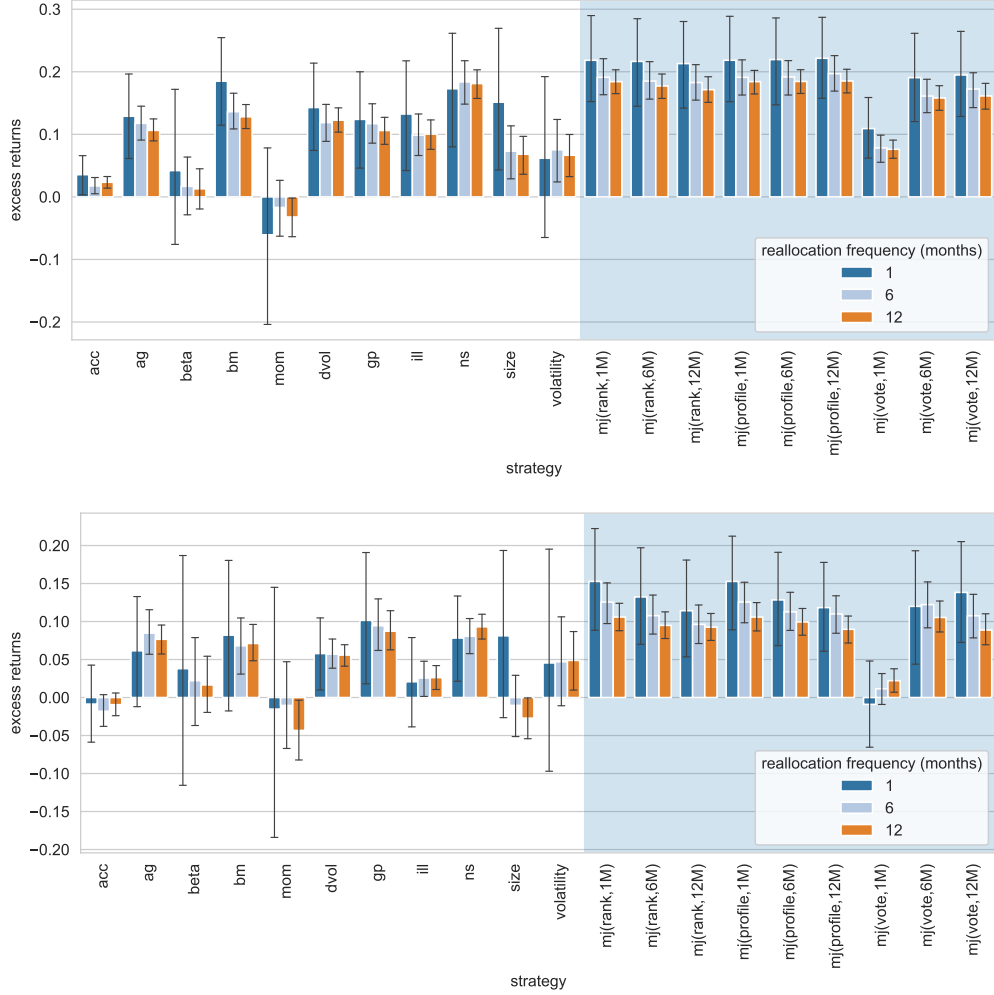 0.3
0.2
0.1
0.0
−0.1
−0.2
excess returns
reallocation frequency (months)
1
6
12
acc
ag
beta
bm
mom
dvol
gp
ill
ns
size
volatility
mj(rank,1M)
mj(rank,6M)
mj(rank,12M)
mj(profile,1M)
mj(profile,6M)
mj(profile,12M)
mj(vote,1M)
mj(vote,6M)
mj(vote,12M)
strategy
0.20
0.15
0.10
0.05
0.00
−0.05
−0.10
−0.15
−0.20
excess returns
reallocation frequency (months)
1
6
12
acc
ag
beta
bm
mom
dvol
gp
ill
ns
size
volatility
mj(rank,1M)
mj(rank,6M)
mj(rank,12M)
mj(profile,1M)
mj(profile,6M)
mj(profile,12M)
mj(vote,1M)
mj(vote,6M)
mj(vote,12M)
strategy